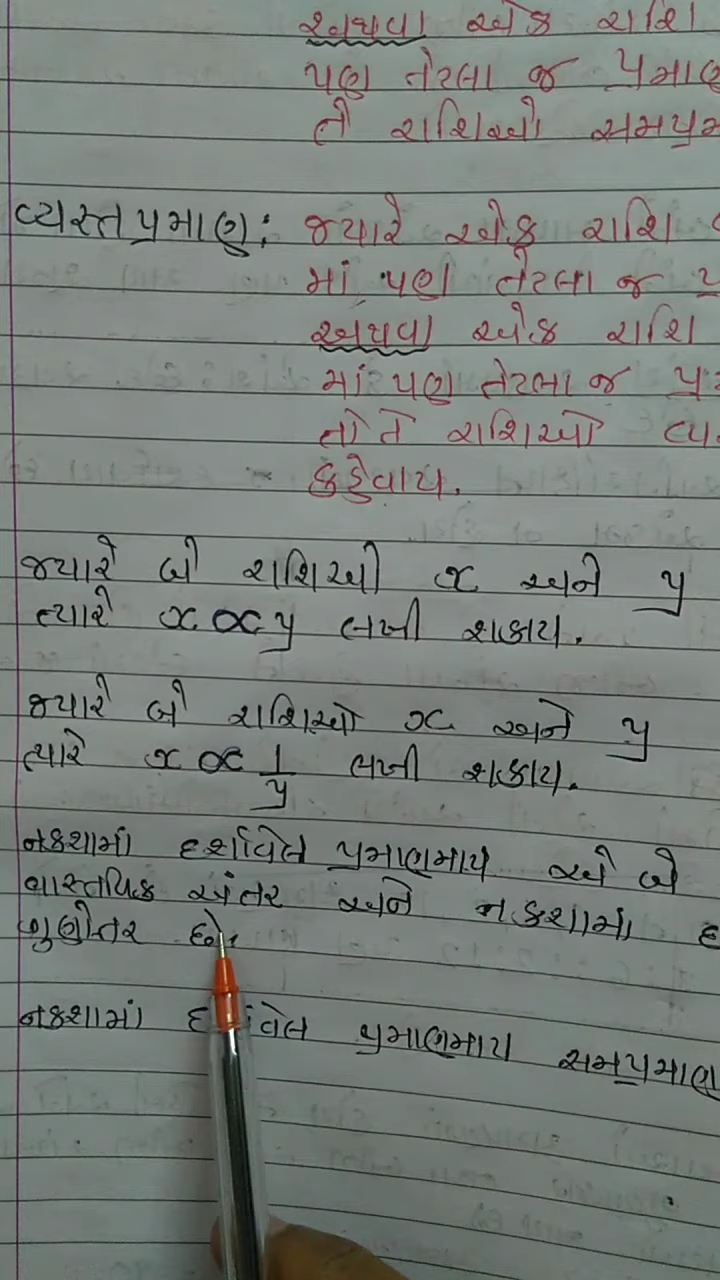 અથવા એક રાશિ
પણ તેટલા જ પ્રમાણ
તો રાશિઓ સમપ્રમ
વ્યસ્ત પ્રમાણ : જ્યારે એક રાશિ
માં પણ તેટલા જ પ્ર
અથવા એક રાશિ
માં પણ તેટલા જ પ્રમ
તો તે રાશિઓ વ્ય
કહેવાય.
જ્યારે બે રાશિઓ x અને y
ત્યારે x ∝ y લખી શકાય.
જ્યારે બે રાશિઓ x અને y
ત્યારે x ∝ 1/y લખી શકાય.
નકશામાં દર્શાવેલ પ્રમાણમાપ એ બે
વાસ્તવિક અંતર અને નકશામાં દ
ગુણોત્તર છે.
નકશામાં દર્શાવેલ પ્રમાણમાપ સમપ્રમાણ